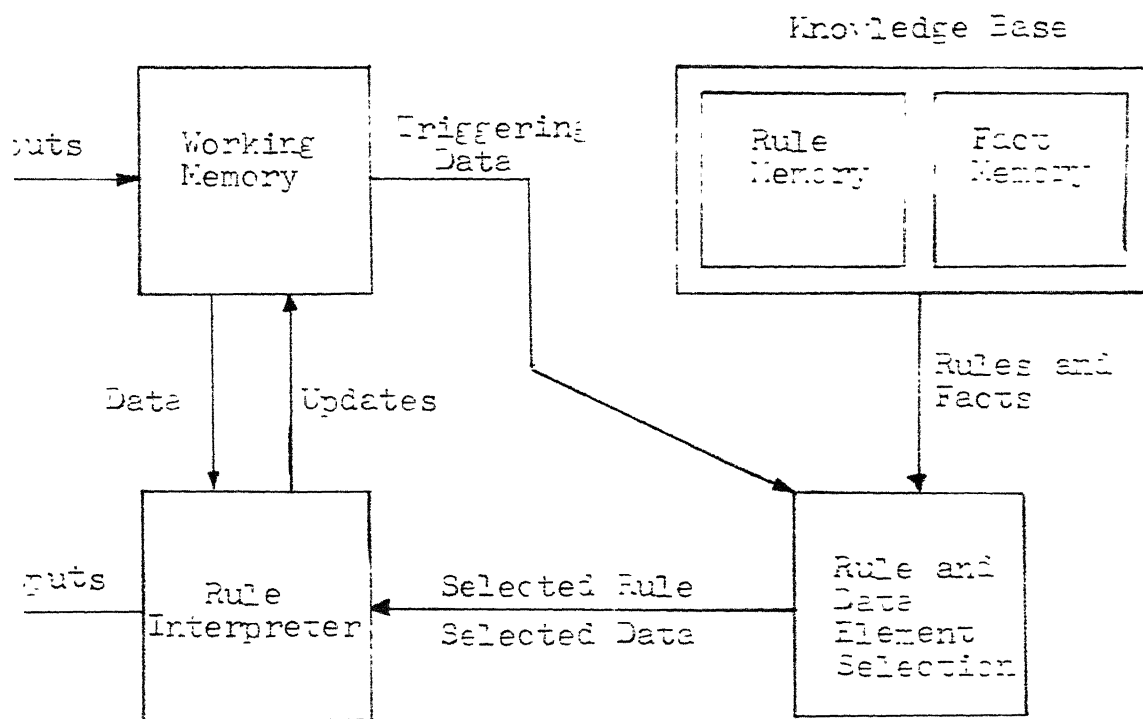 Knowledge Base
Working
Memory
Triggering
Data
Rule
Memory
Fact
Memory
Data
Updates
Rules and
Facts
Rule
Interpreter
Selected Rule
Selected Data
Rule and
Data
Element
Selection